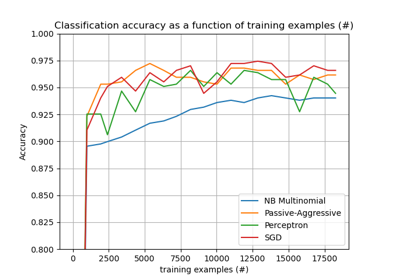 Classification accuracy as a function of training examples (#)
1.000
0.975
0.950
0.925
0.900
0.875
0.850
0.825
0.800
Accuracy
NB Multinomial
Passive-Aggressive
Perceptron
SGD
0 2500 5000 7500 10000 12500 15000 17500
training examples (#)